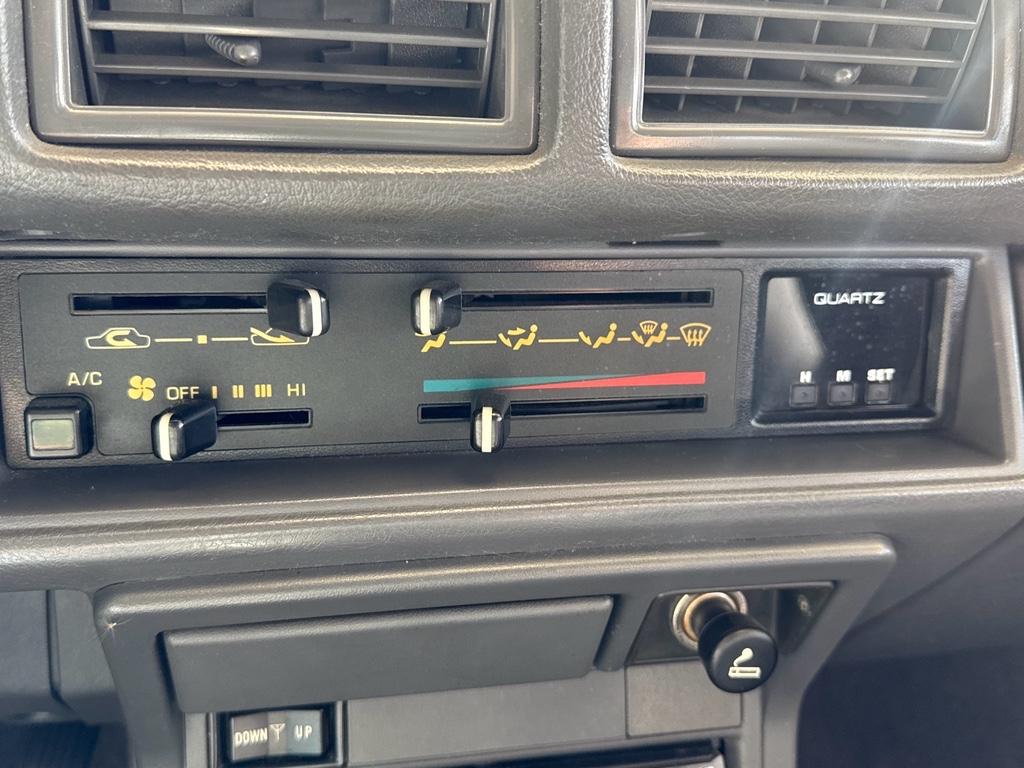 QUARTZ
A/C OFF I II III HI
H M SET
DOWN UP